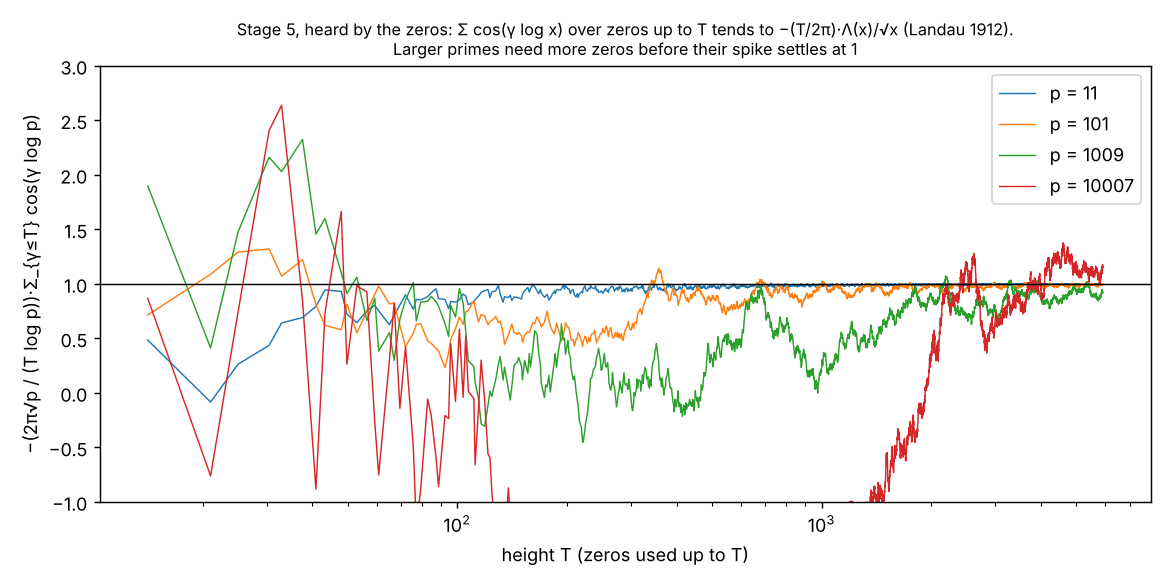 Stage 5, heard by the zeros: Σ cos(γ log x) over zeros up to T tends to −(T/2π)·Λ(x)/√x (Landau 1912).
Larger primes need more zeros before their spike settles at 1
−(2π√p / (T log p))·Σ_{γ≤T} cos(γ log p)
3.0
2.5
2.0
1.5
1.0
0.5
0.0
−0.5
−1.0
p = 11
p = 101
p = 1009
p = 10007
10²
10³
height T (zeros used up to T)